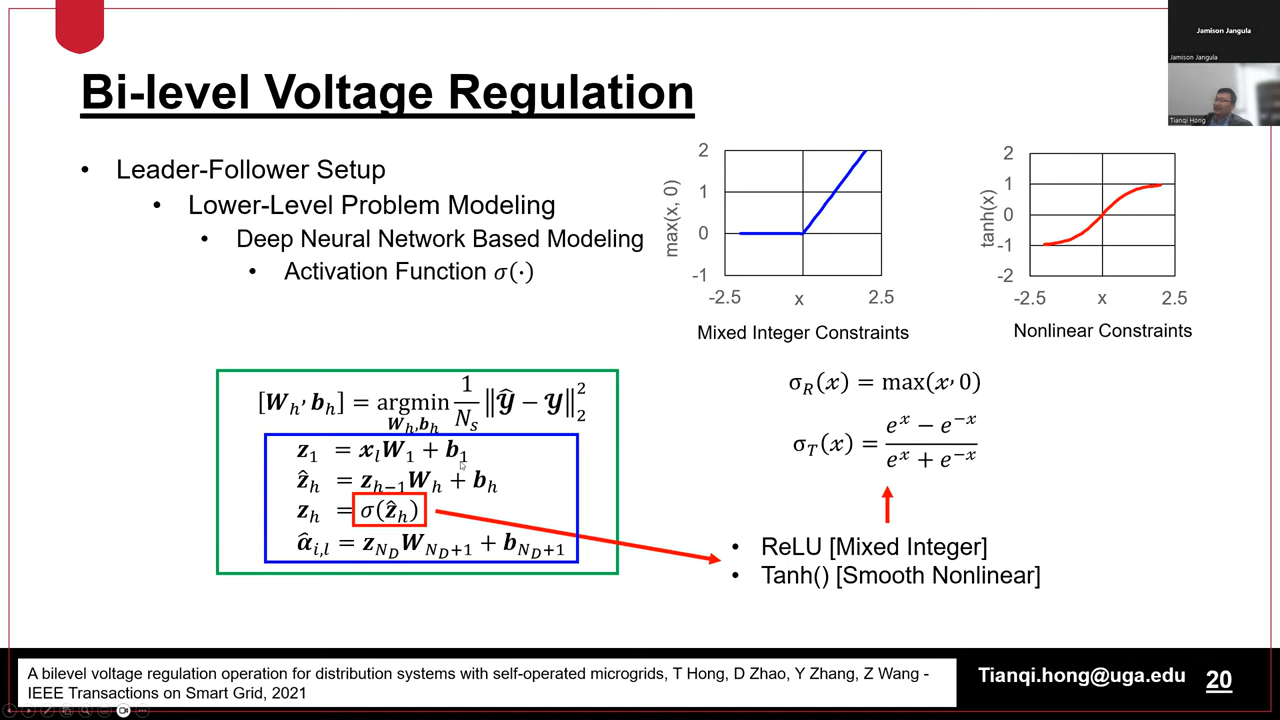 Jamison Jangula
Jamison Jangula
Tianqi Hong
Bi-level Voltage Regulation
• Leader-Follower Setup
• Lower-Level Problem Modeling
• Deep Neural Network Based Modeling
• Activation Function σ(·)
max(x, 0)
2
1
0
-1
-2.5 x 2.5
Mixed Integer Constraints
tanh(x)
2
1
0
-1
-2
-2.5 x 2.5
Nonlinear Constraints
[W_h, b_h] = argmin_{W_h,b_h} 1/N_s ‖Ŷ − Y‖₂²
z_1 = x_l W_1 + b_1
ẑ_h = z_{h−1} W_h + b_h
z_h = σ(ẑ_h)
α̂_{i,l} = z_{N_D} W_{N_D+1} + b_{N_D+1}
σ_R(x) = max(x, 0)
σ_T(x) = (e^x − e^{−x}) / (e^x + e^{−x})
• ReLU [Mixed Integer]
• Tanh() [Smooth Nonlinear]
A bilevel voltage regulation operation for distribution systems with self-operated microgrids, T Hong, D Zhao, Y Zhang, Z Wang -
IEEE Transactions on Smart Grid, 2021
Tianqi.hong@uga.edu 20